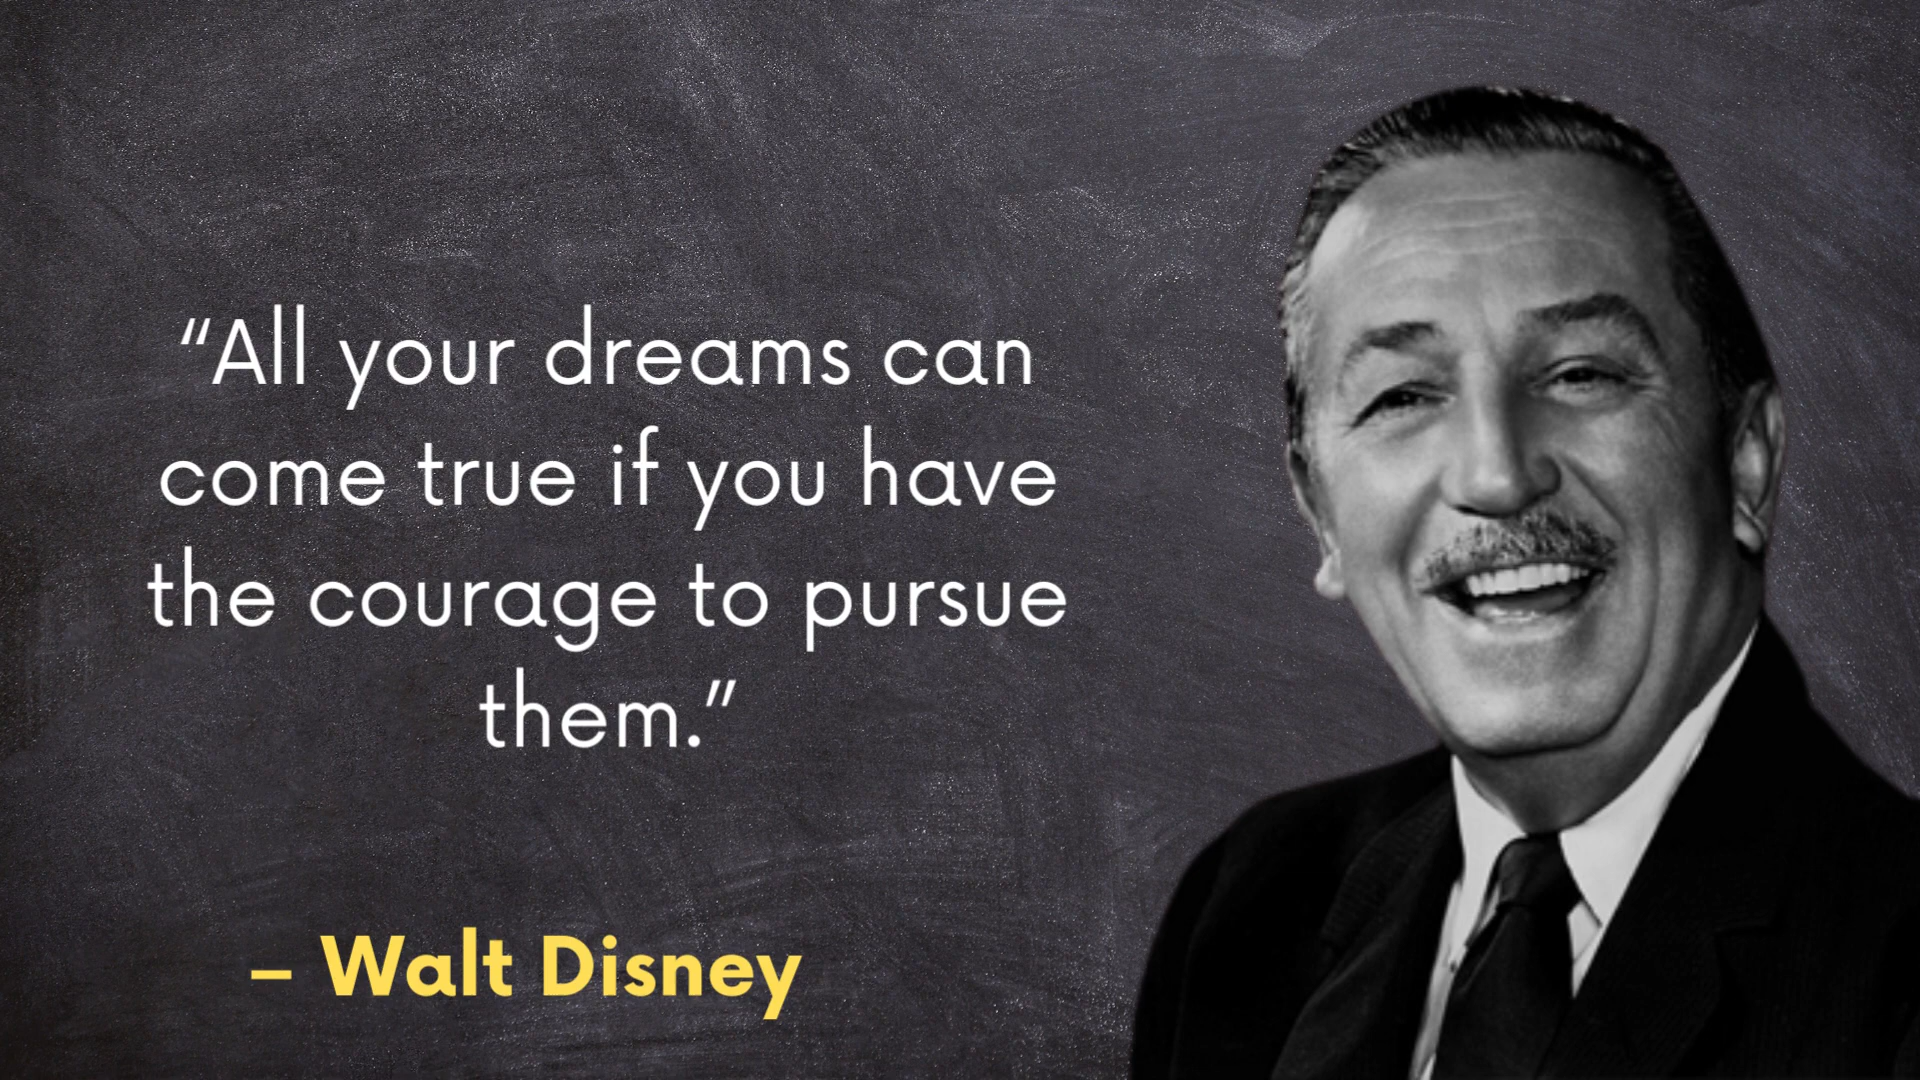 “All your dreams can
come true if you have
the courage to pursue
them.”
– Walt Disney